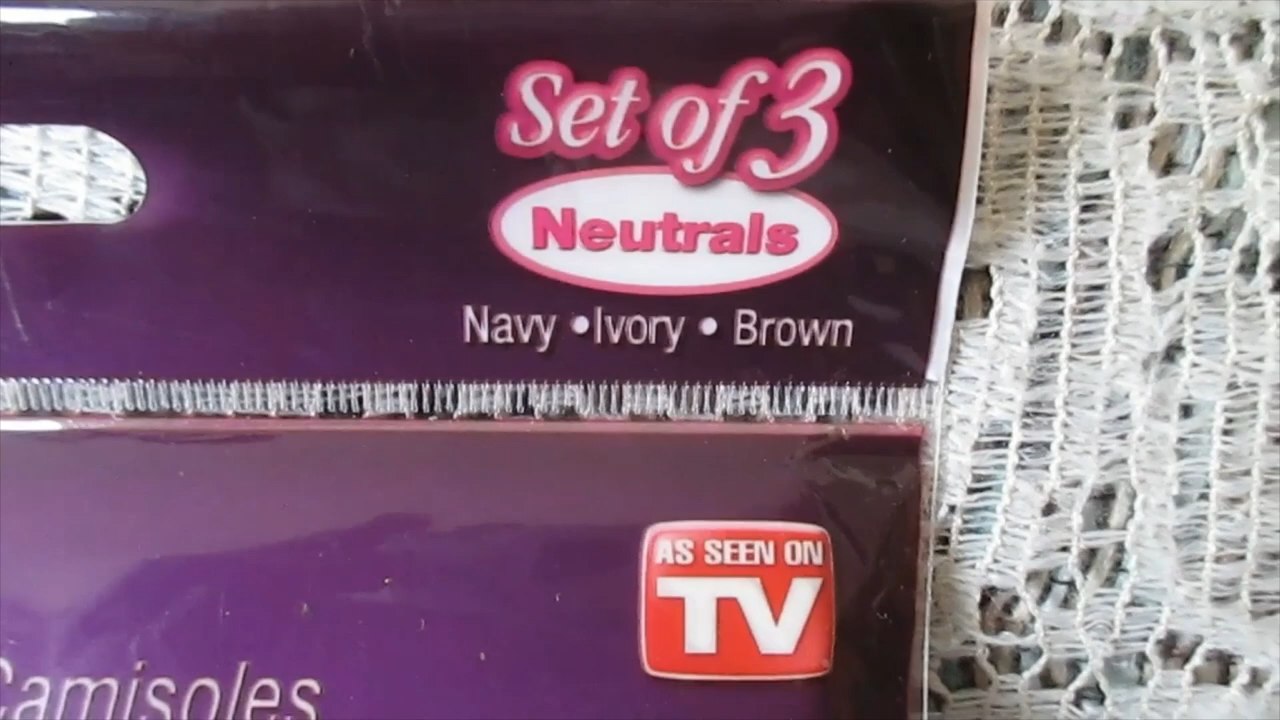 Set of 3
Neutrals
Navy • Ivory • Brown
AS SEEN ON
TV
Camisoles